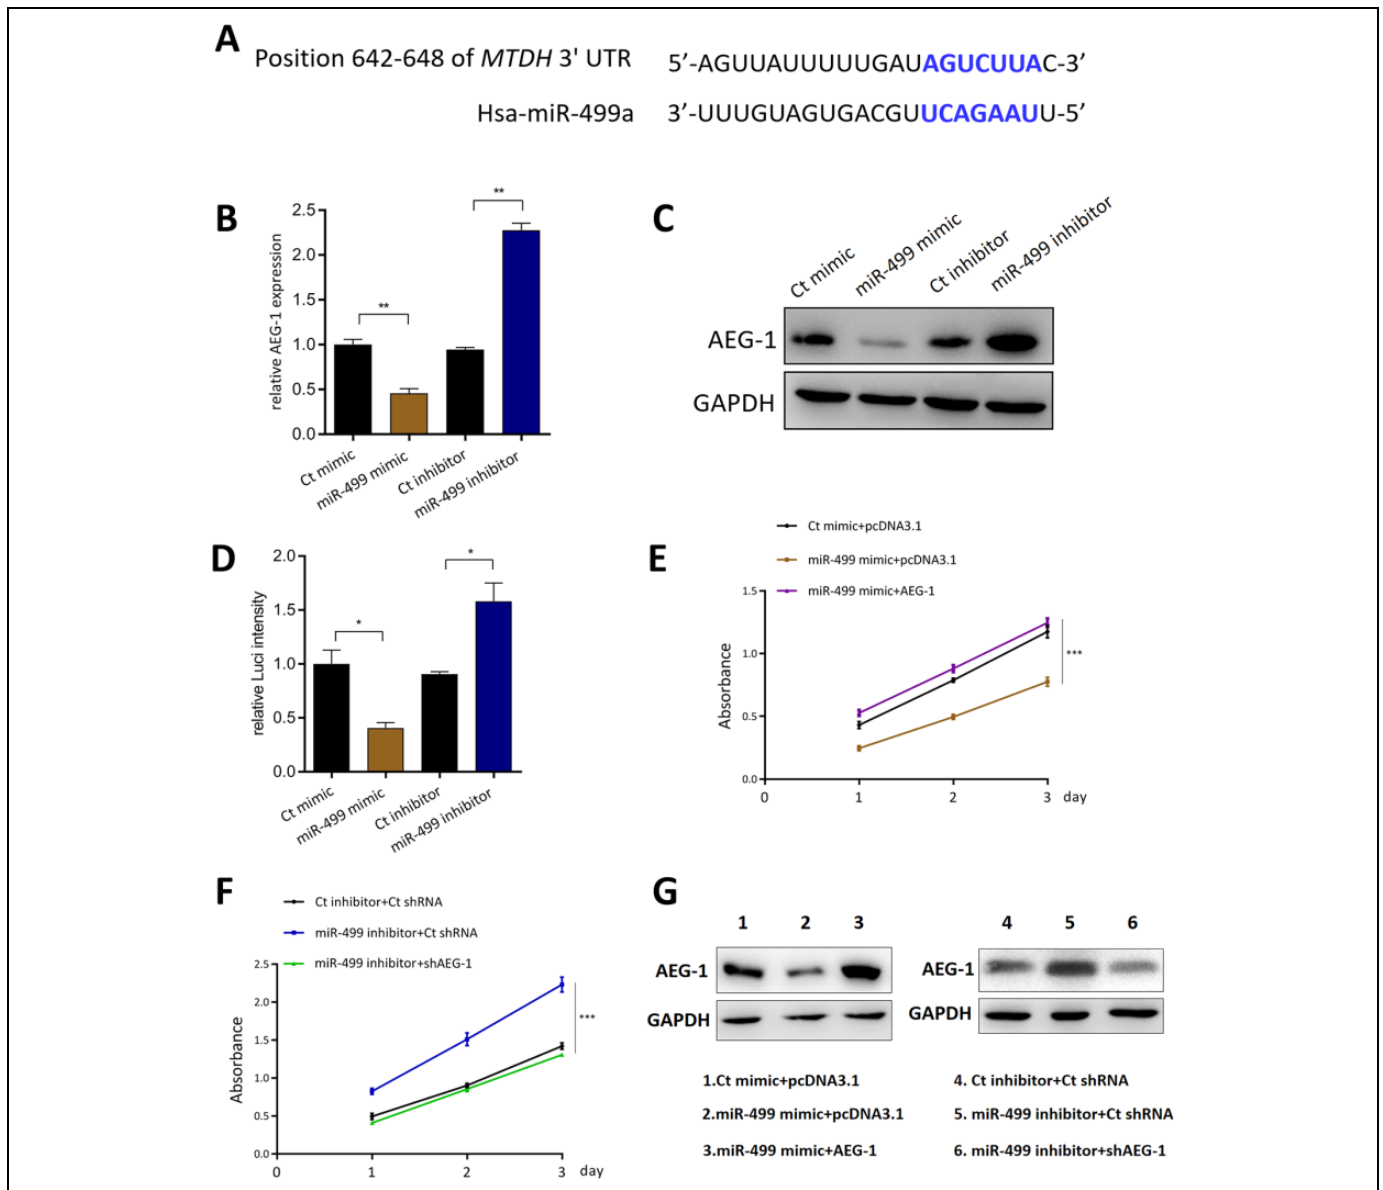 A
Position 642-648 of MTDH 3' UTR 5’-AGUUAUUUUUGAUAGUCUUAC-3’
Hsa-miR-499a 3’-UUUGUAGUGACGUUCAGAAUU-5’
B
relative AEG-1 expression
2.5
2.0
1.5
1.0
0.5
0.0
**
**
Ct mimic
miR-499 mimic
Ct inhibitor
miR-499 inhibitor
C
Ct mimic
miR-499 mimic
Ct inhibitor
miR-499 inhibitor
AEG-1
GAPDH
D
relative Luci intensity
2.0
1.5
1.0
0.5
0.0
*
*
Ct mimic
miR-499 mimic
Ct inhibitor
miR-499 inhibitor
E
Ct mimic+pcDNA3.1
miR-499 mimic+pcDNA3.1
miR-499 mimic+AEG-1
Absorbance
1.5
1.0
0.5
0.0
***
0 1 2 3 day
F
Ct inhibitor+Ct shRNA
miR-499 inhibitor+Ct shRNA
miR-499 inhibitor+shAEG-1
Absorbance
2.5
2.0
1.5
1.0
0.5
0.0
***
0 1 2 3 day
G
1 2 3
AEG-1
GAPDH
4 5 6
AEG-1
GAPDH
1.Ct mimic+pcDNA3.1
2.miR-499 mimic+pcDNA3.1
3.miR-499 mimic+AEG-1
4. Ct inhibitor+Ct shRNA
5. miR-499 inhibitor+Ct shRNA
6. miR-499 inhibitor+shAEG-1